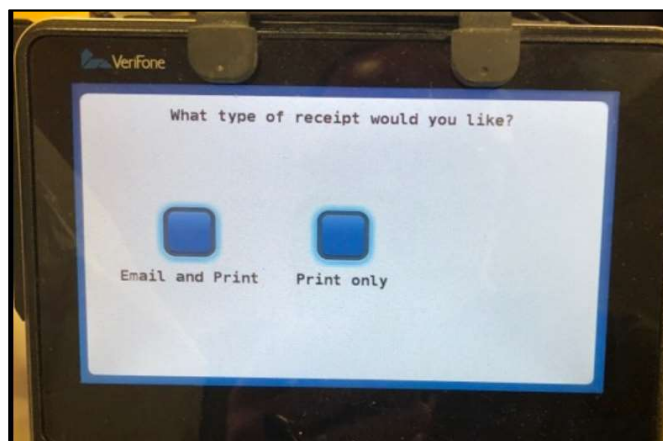 VeriFone
What type of receipt would you like?
Email and Print
Print only